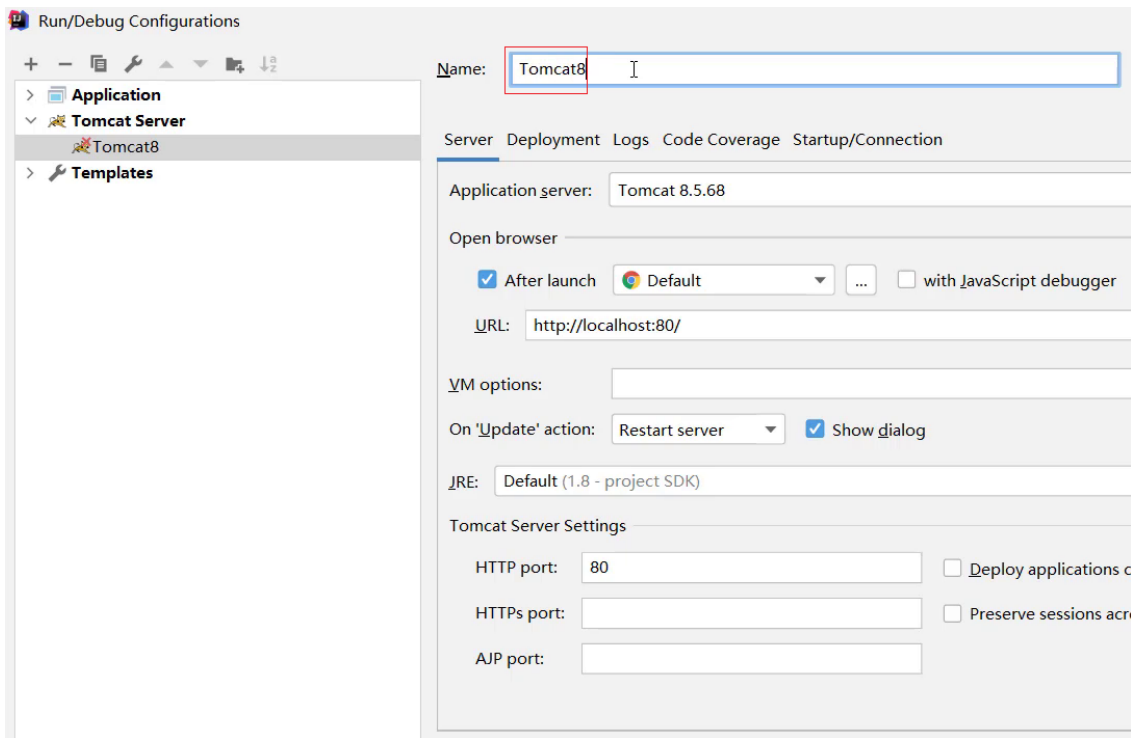 Run/Debug Configurations
Name: Tomcat8
Application
Tomcat Server
Tomcat8
Templates
Server Deployment Logs Code Coverage Startup/Connection
Application server: Tomcat 8.5.68
Open browser
After launch Default ... with JavaScript debugger
URL: http://localhost:80/
VM options:
On 'Update' action: Restart server Show dialog
JRE: Default (1.8 - project SDK)
Tomcat Server Settings
HTTP port: 80 Deploy applications
HTTPs port: Preserve sessions
AJP port: